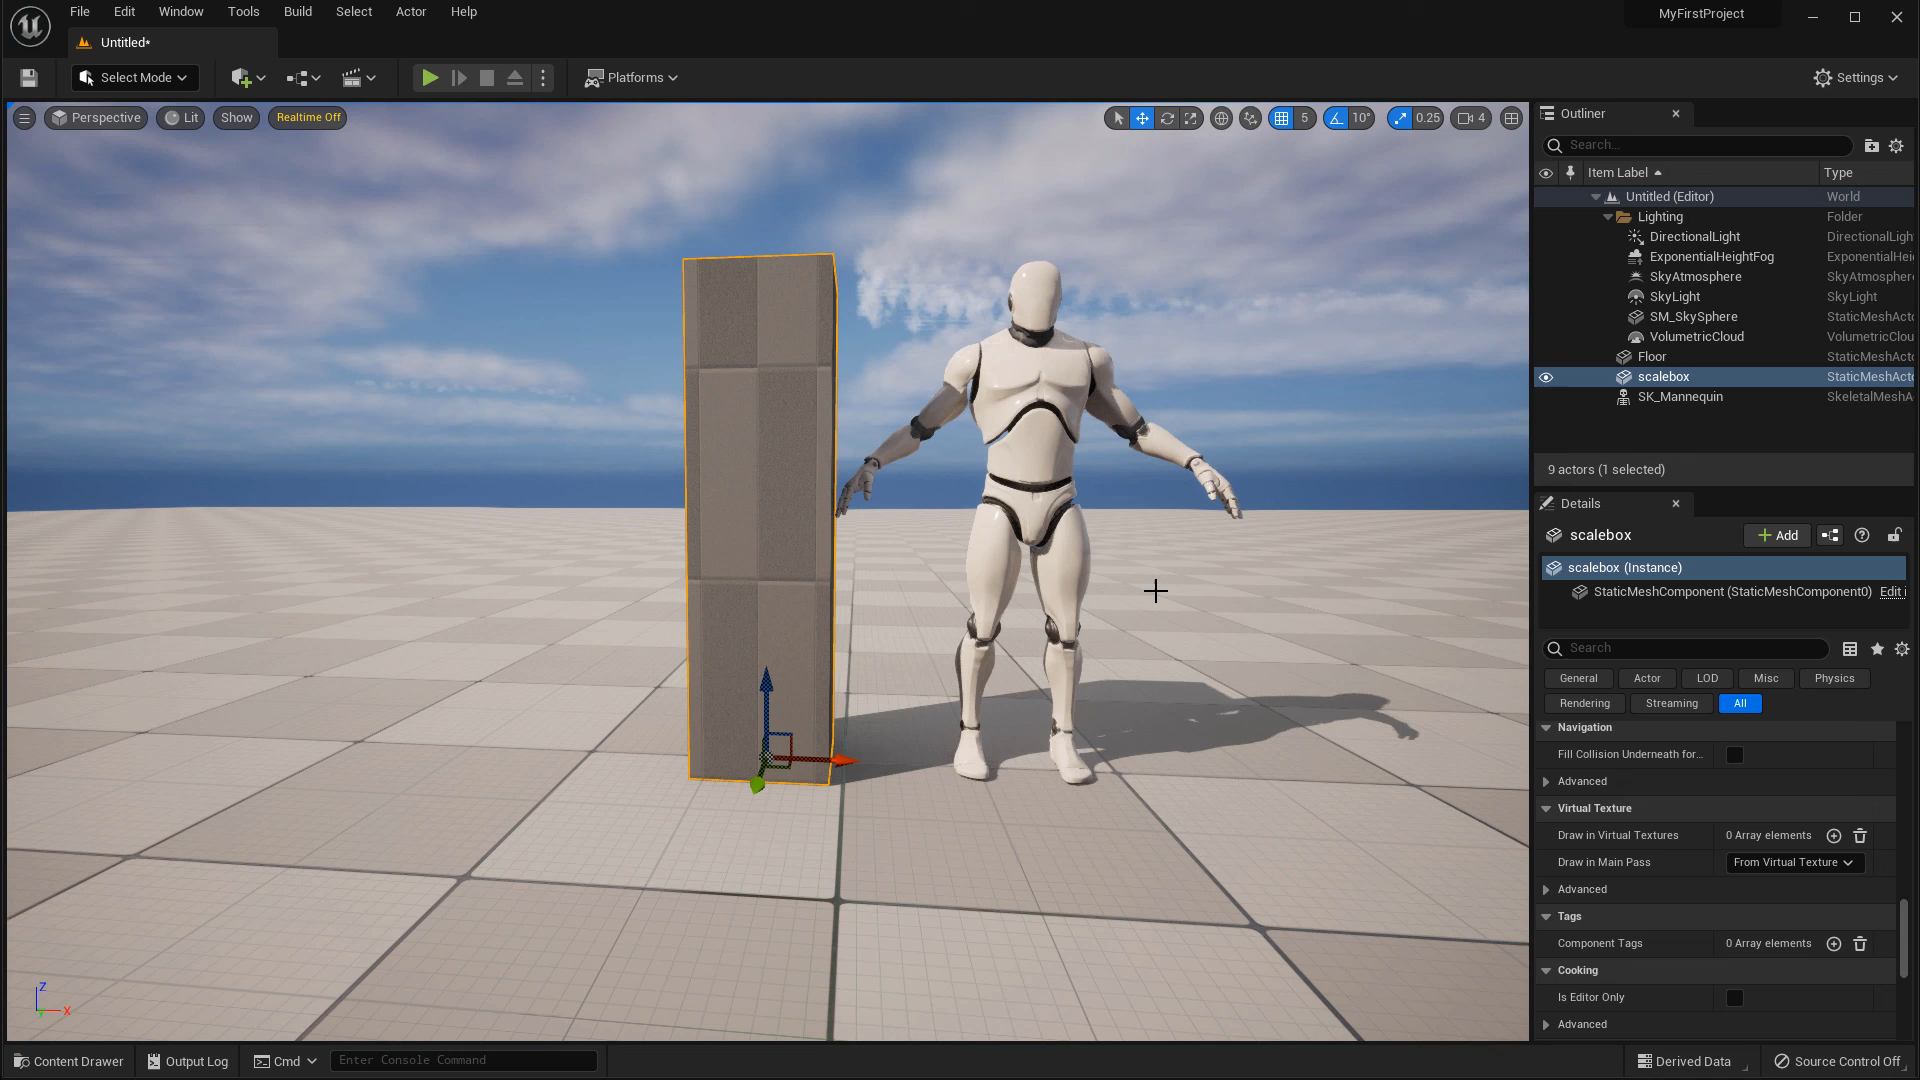 File Edit Window Tools Build Select Actor Help
MyFirstProject
Untitled*
Select Mode
Platforms
Settings
Perspective Lit Show Realtime Off
5 10° 0.25 4
Outliner
Search...
Item Label Type
Untitled (Editor) World
Lighting Folder
DirectionalLight DirectionalLigh
ExponentialHeightFog ExponentialHei
SkyAtmosphere SkyAtmosphere
SkyLight SkyLight
SM_SkySphere StaticMeshActo
VolumetricCloud VolumetricClou
Floor StaticMeshActo
scalebox StaticMeshActo
SK_Mannequin SkeletalMeshA
9 actors (1 selected)
Details
scalebox Add
scalebox (Instance)
StaticMeshComponent (StaticMeshComponent0) Edit i
Search
General Actor LOD Misc Physics
Rendering Streaming All
Navigation
Fill Collision Underneath for...
Advanced
Virtual Texture
Draw in Virtual Textures 0 Array elements
Draw in Main Pass From Virtual Texture
Advanced
Tags
Component Tags 0 Array elements
Cooking
Is Editor Only
Advanced
Z
X
Content Drawer Output Log Cmd Enter Console Command
Derived Data Source Control Off